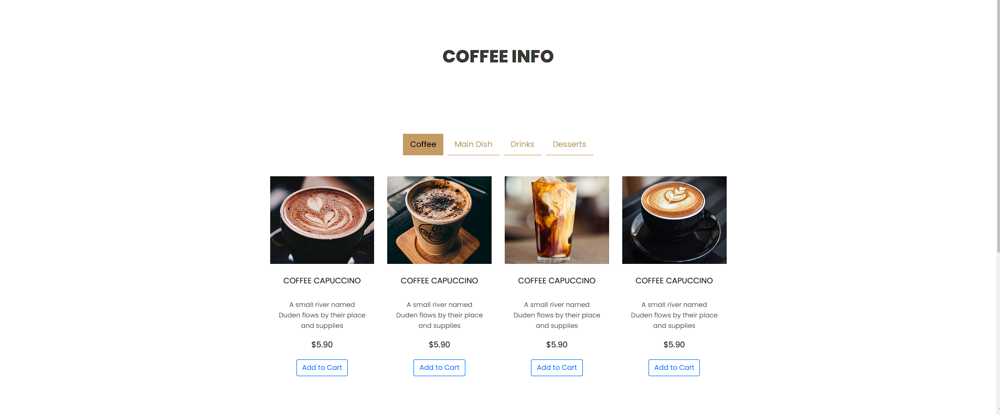 COFFEE INFO
Coffee Main Dish Drinks Desserts
COFFEE CAPUCCINO COFFEE CAPUCCINO COFFEE CAPUCCINO COFFEE CAPUCCINO
A small river named A small river named A small river named A small river named
Duden flows by their place Duden flows by their place Duden flows by their place Duden flows by their place
and supplies and supplies and supplies and supplies
$5.90 $5.90 $5.90 $5.90
Add to Cart Add to Cart Add to Cart Add to Cart